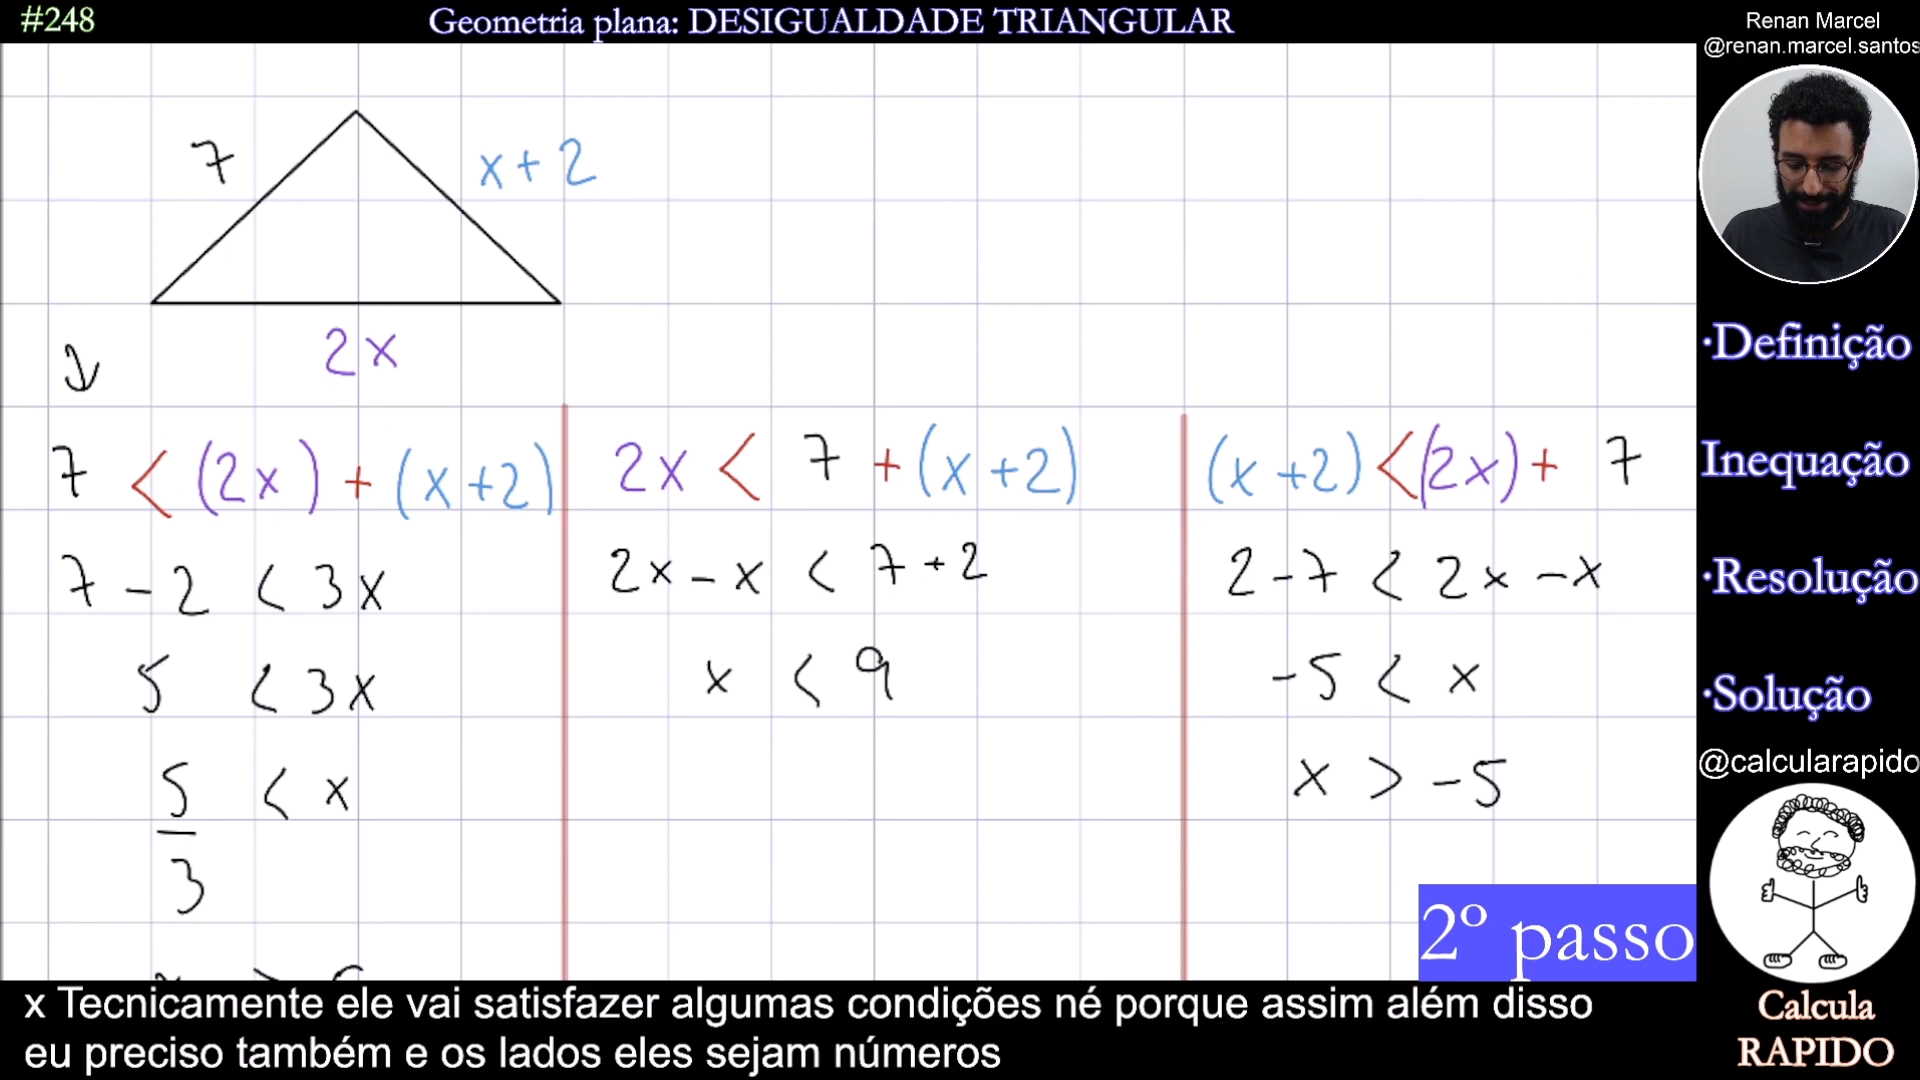 #248
Geometria plana: DESIGUALDADE TRIANGULAR
Renan Marcel
@renan.marcel.santos
7
x+2
2x
7 < (2x) + (x+2)
7 - 2 < 3x
5 < 3x
5/3 < x
2x < 7 + (x+2)
2x - x < 7 + 2
x < 9
(x+2) < (2x) + 7
2 - 7 < 2x - x
-5 < x
x > -5
2º passo
·Definição
Inequação
·Resolução
·Solução
@calcularapido
Calcula
RAPIDO
x Tecnicamente ele vai satisfazer algumas condições né porque assim além disso
eu preciso também e os lados eles sejam números